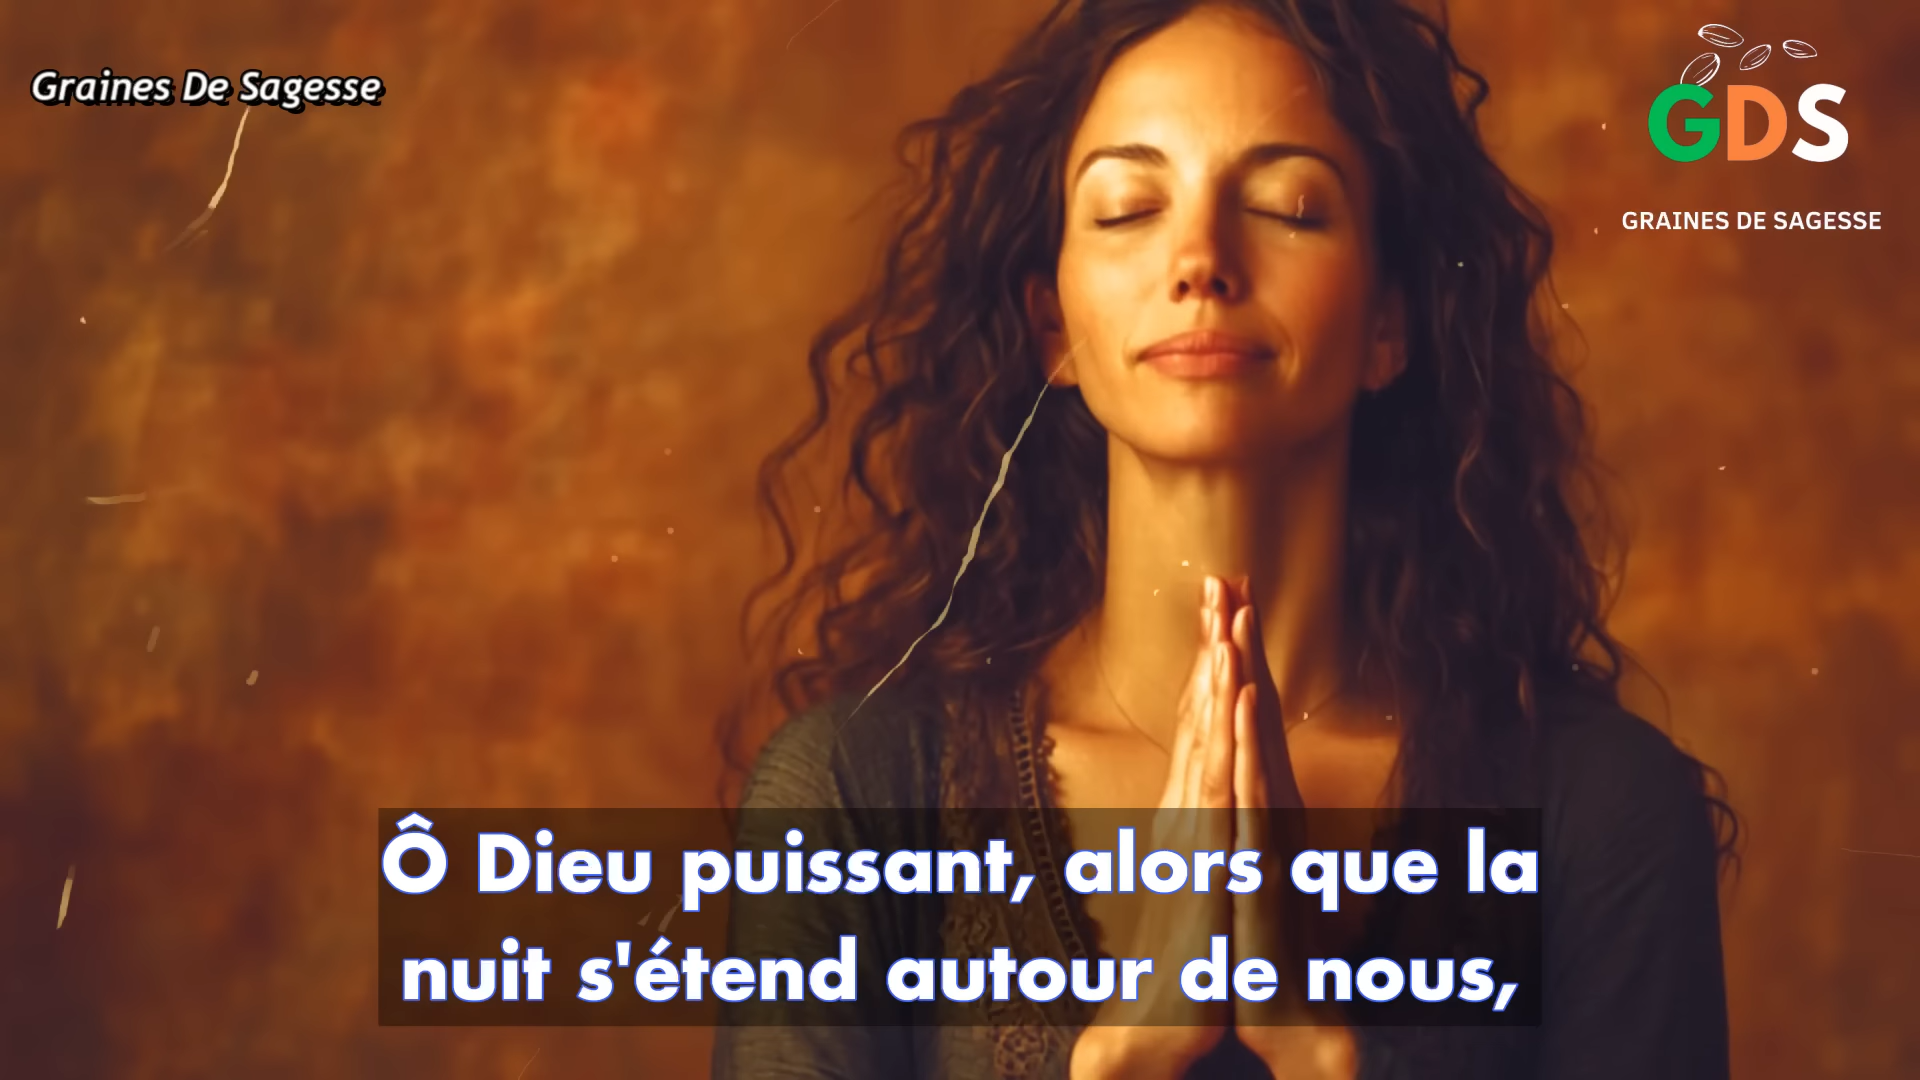 Graines De Sagesse
GDS
GRAINES DE SAGESSE
Ô Dieu puissant, alors que la
nuit s'étend autour de nous,